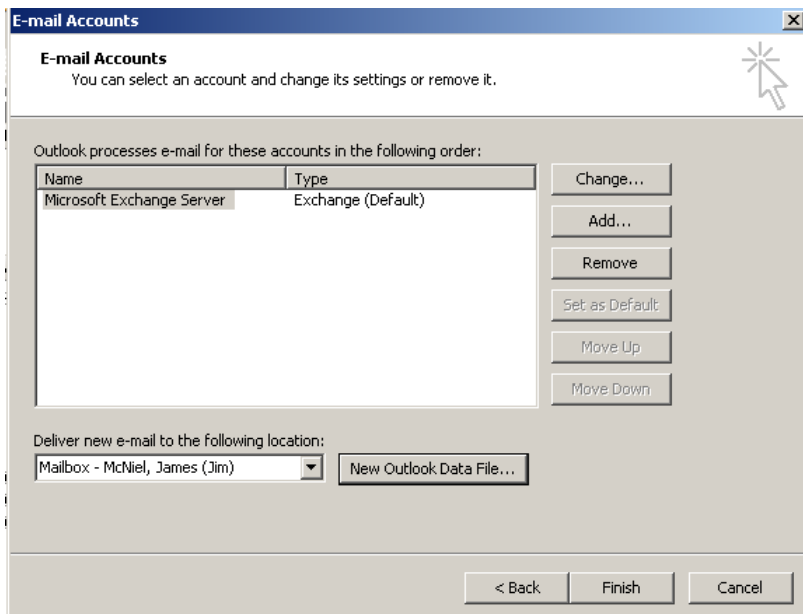 E-mail Accounts
E-mail Accounts
You can select an account and change its settings or remove it.
Outlook processes e-mail for these accounts in the following order:
Name Type
Microsoft Exchange Server Exchange (Default)
Change...
Add...
Remove
Set as Default
Move Up
Move Down
Deliver new e-mail to the following location:
Mailbox - McNiel, James (Jim) New Outlook Data File...
< Back Finish Cancel